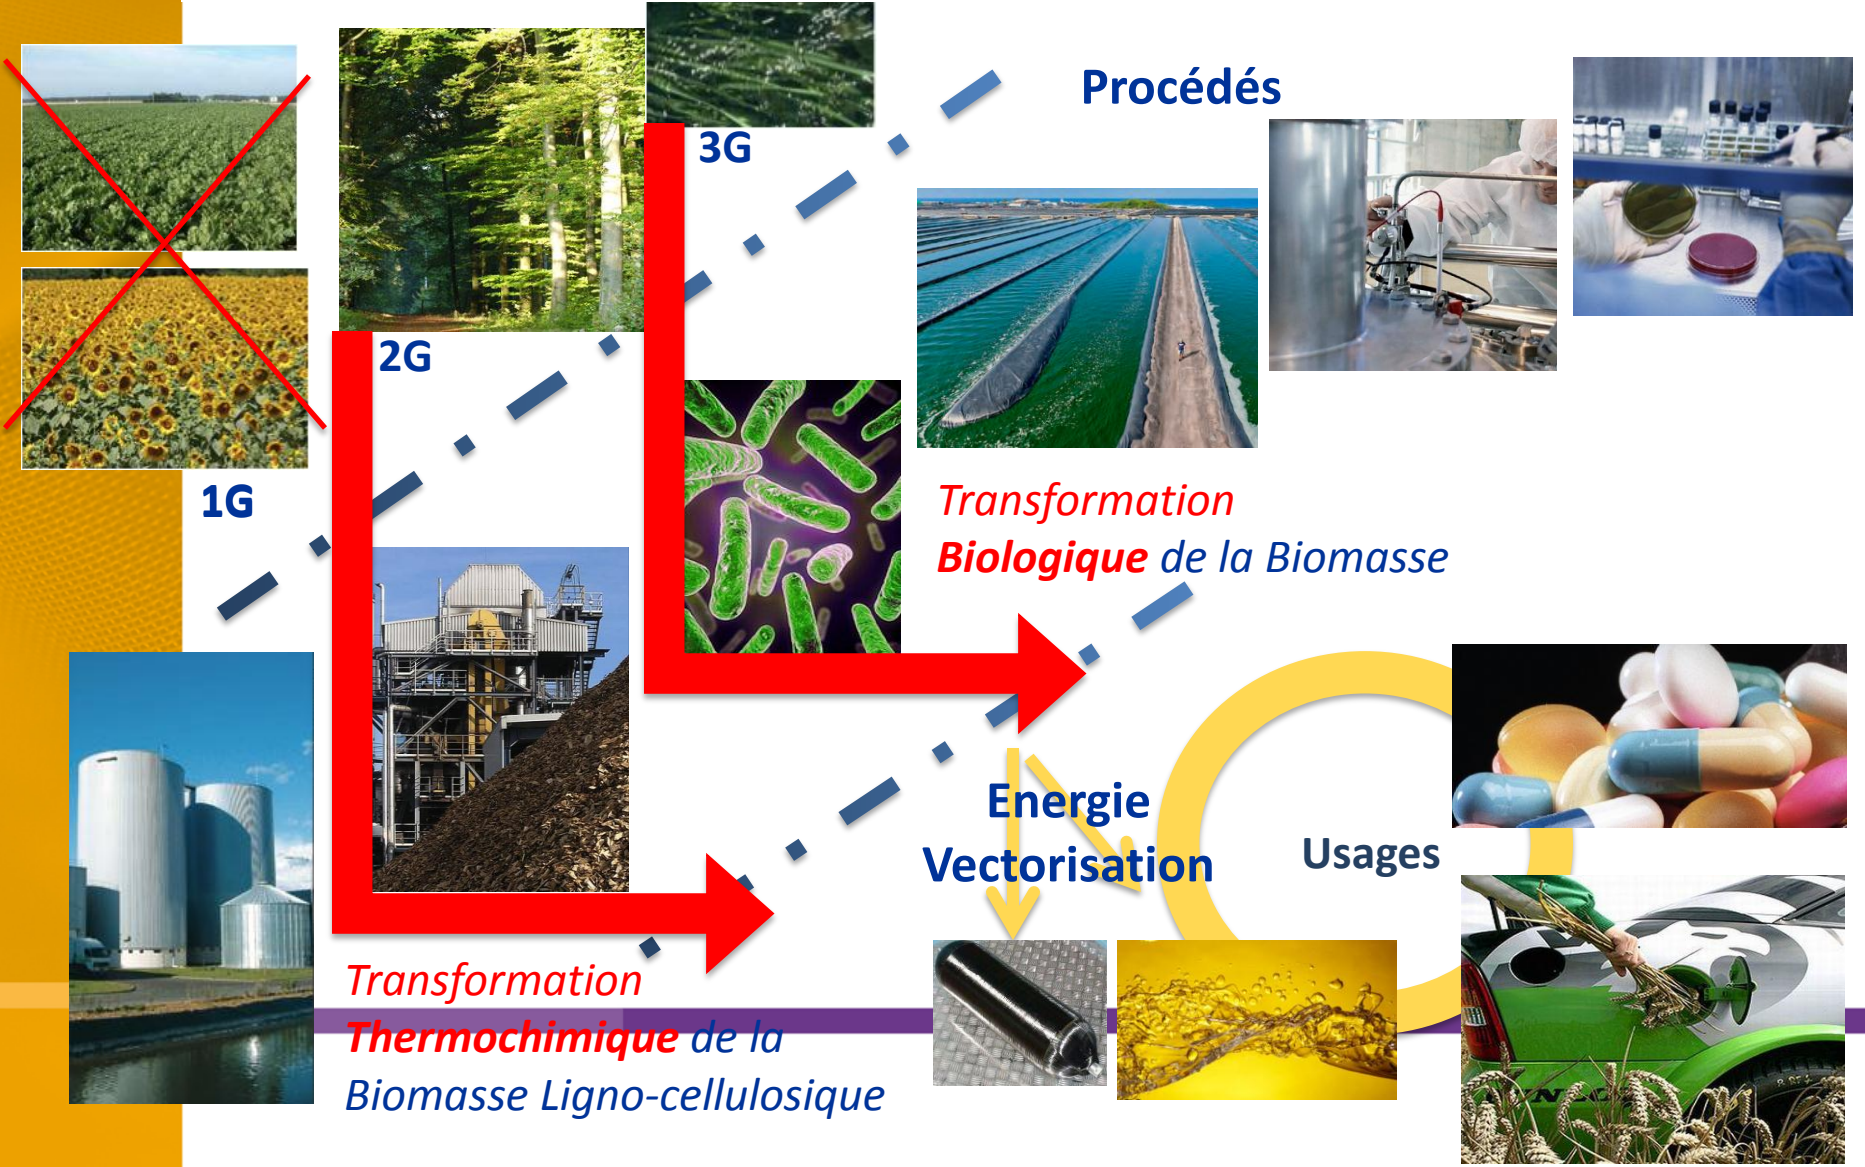 Procédés
3G
2G
1G
Transformation
Biologique de la Biomasse
Energie
Vectorisation
Usages
Transformation
Thermochimique de la
Biomasse Ligno-cellulosique